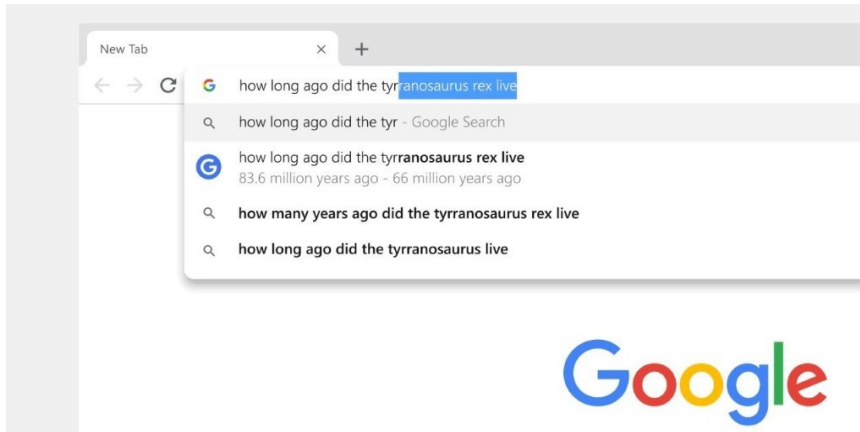 New Tab
how long ago did the tyrranosaurus rex live
how long ago did the tyr - Google Search
how long ago did the tyrranosaurus rex live
83.6 million years ago - 66 million years ago
how many years ago did the tyrranosaurus rex live
how long ago did the tyrranosaurus live
Google